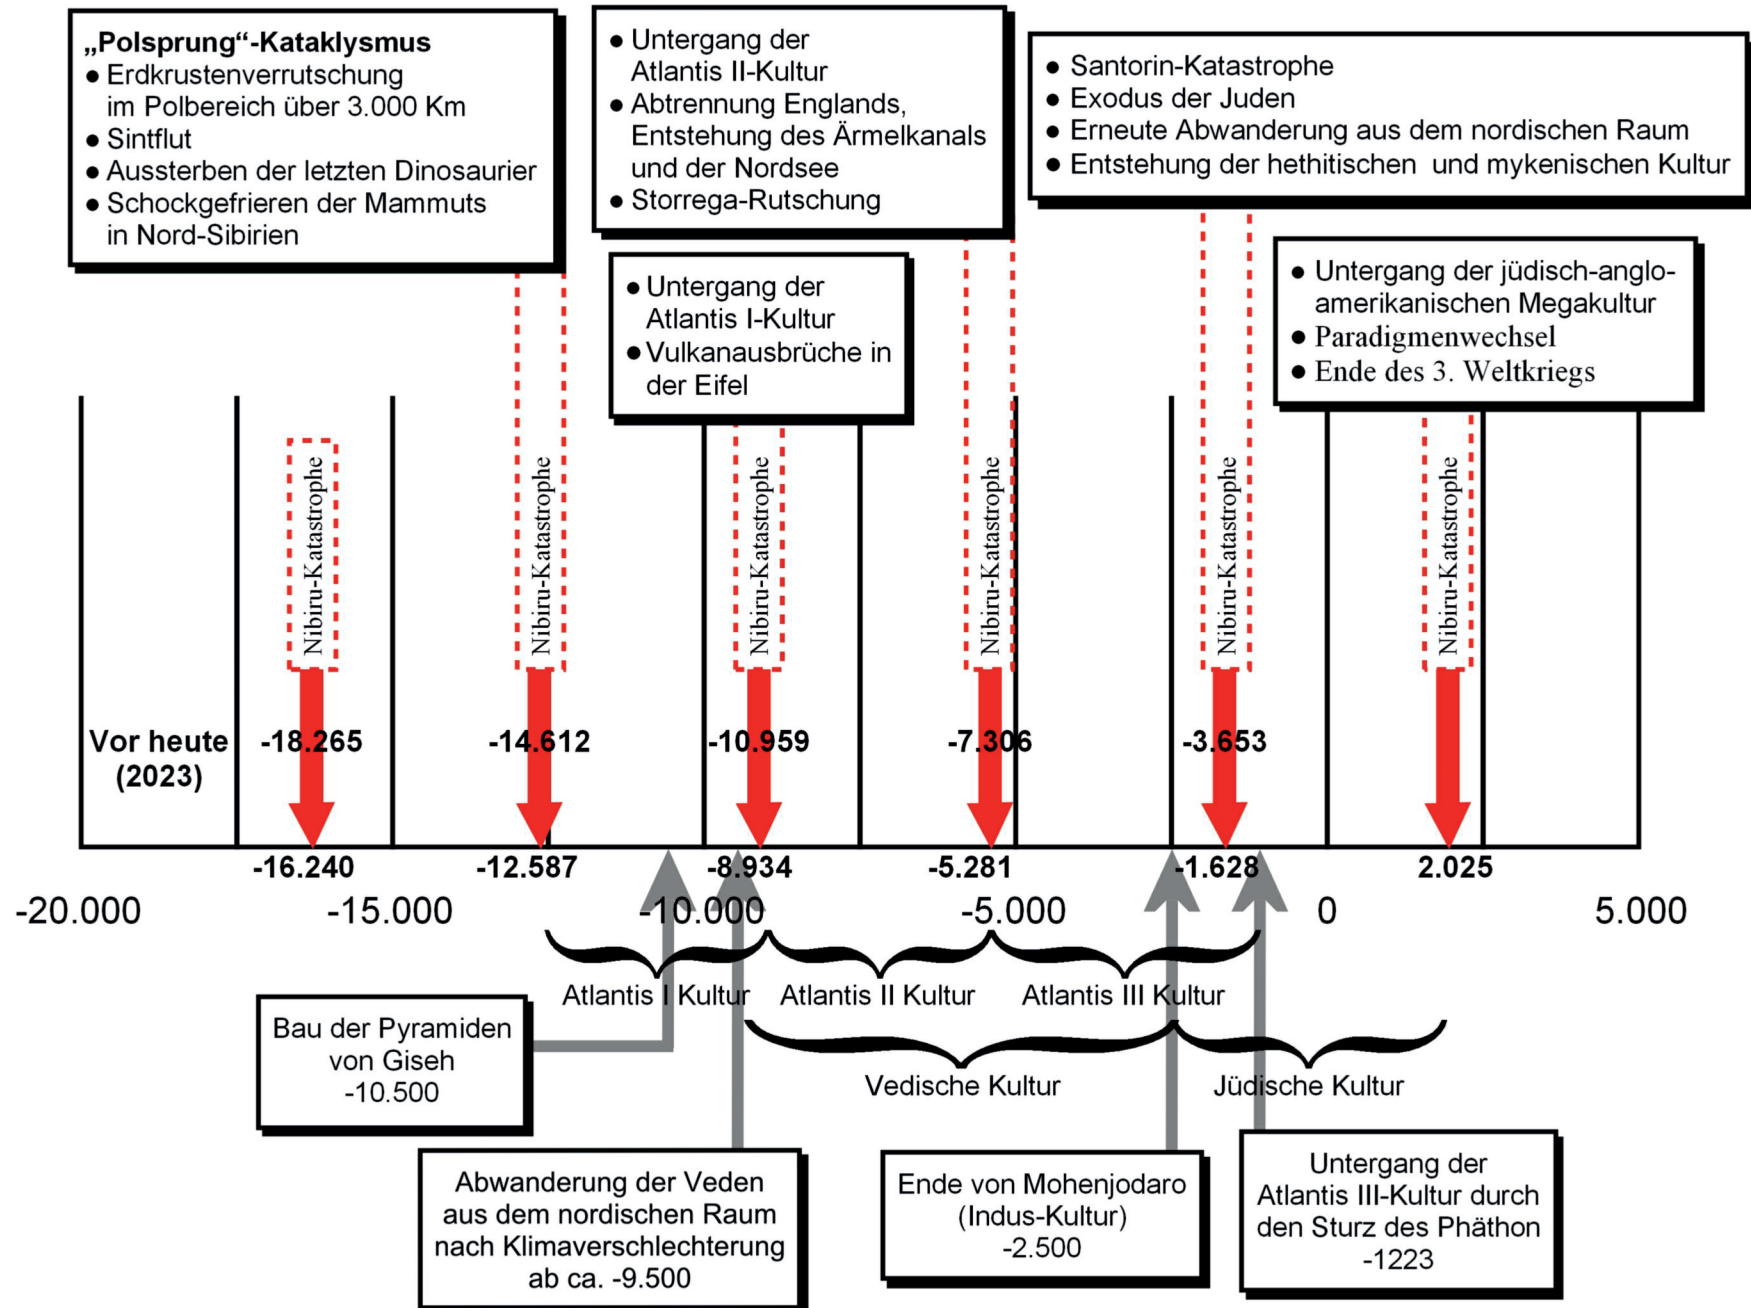 „Polsprung“-Kataklysmus
● Erdkrustenverrutschung
im Polbereich über 3.000 Km
● Sintflut
● Aussterben der letzten Dinosaurier
● Schockgefrieren der Mammuts
in Nord-Sibirien
● Untergang der
Atlantis II-Kultur
● Abtrennung Englands,
Entstehung des Ärmelkanals
und der Nordsee
● Storrega-Rutschung
● Santorin-Katastrophe
● Exodus der Juden
● Erneute Abwanderung aus dem nordischen Raum
● Entstehung der hethitischen und mykenischen Kultur
● Untergang der
Atlantis I-Kultur
● Vulkanausbrüche in
der Eifel
● Untergang der jüdisch-anglo-
amerikanischen Megakultur
● Paradigmenwechsel
● Ende des 3. Weltkriegs
Nibiru-Katastrophe
Nibiru-Katastrophe
Nibiru-Katastrophe
Nibiru-Katastrophe
Nibiru-Katastrophe
Nibiru-Katastrophe
Vor heute
(2023)
-18.265
-14.612
-10.959
-7.306
-3.653
-16.240
-12.587
-8.934
-5.281
-1.628
2.025
-20.000
-15.000
-10.000
-5.000
0
5.000
Atlantis I Kultur
Atlantis II Kultur
Atlantis III Kultur
Vedische Kultur
Jüdische Kultur
Bau der Pyramiden
von Giseh
-10.500
Abwanderung der Veden
aus dem nordischen Raum
nach Klimaverschlechterung
ab ca. -9.500
Ende von Mohenjodaro
(Indus-Kultur)
-2.500
Untergang der
Atlantis III-Kultur durch
den Sturz des Phäthon
-1223